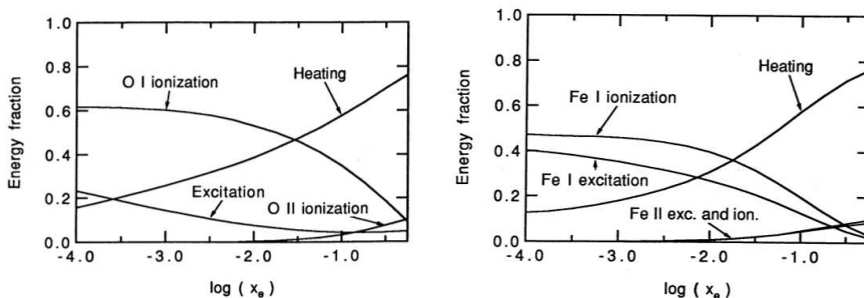 1.0
0.8
0.6
0.4
0.2
0.0
Energy fraction
O I ionization
Heating
Excitation
O II ionization
-4.0 -3.0 -2.0 -1.0
log ( xe )
1.0
0.8
0.6
0.4
0.2
0.0
Energy fraction
Heating
Fe I ionization
Fe I excitation
Fe II exc. and ion.
-4.0 -3.0 -2.0 -1.0
log ( xe )